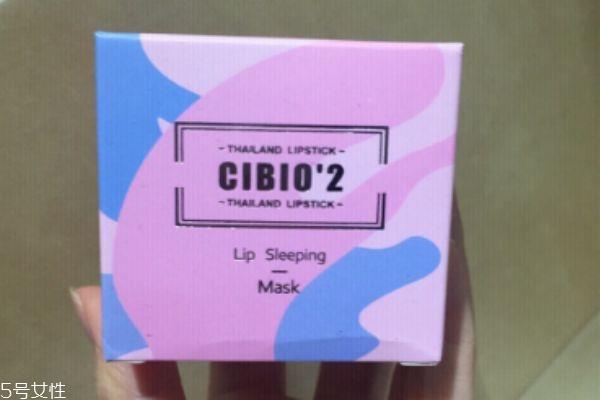 ~ THAILAND LIPSTICK ~
CIBIO'2
~ THAILAND LIPSTICK ~
Lip Sleeping
Mask
5号女性